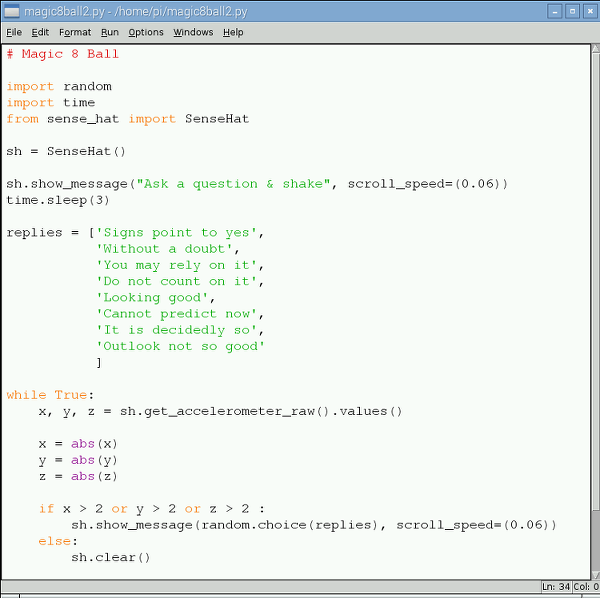 magic8ball2.py - /home/pi/magic8ball2.py
File Edit Format Run Options Windows Help
# Magic 8 Ball

import random
import time
from sense_hat import SenseHat

sh = SenseHat()

sh.show_message("Ask a question & shake", scroll_speed=(0.06))
time.sleep(3)

replies = ['Signs point to yes',
           'Without a doubt',
           'You may rely on it',
           'Do not count on it',
           'Looking good',
           'Cannot predict now',
           'It is decidedly so',
           'Outlook not so good'
           ]

while True:
    x, y, z = sh.get_accelerometer_raw().values()

    x = abs(x)
    y = abs(y)
    z = abs(z)

    if x > 2 or y > 2 or z > 2 :
        sh.show_message(random.choice(replies), scroll_speed=(0.06))
    else:
        sh.clear()
Ln: 34 Col: 0